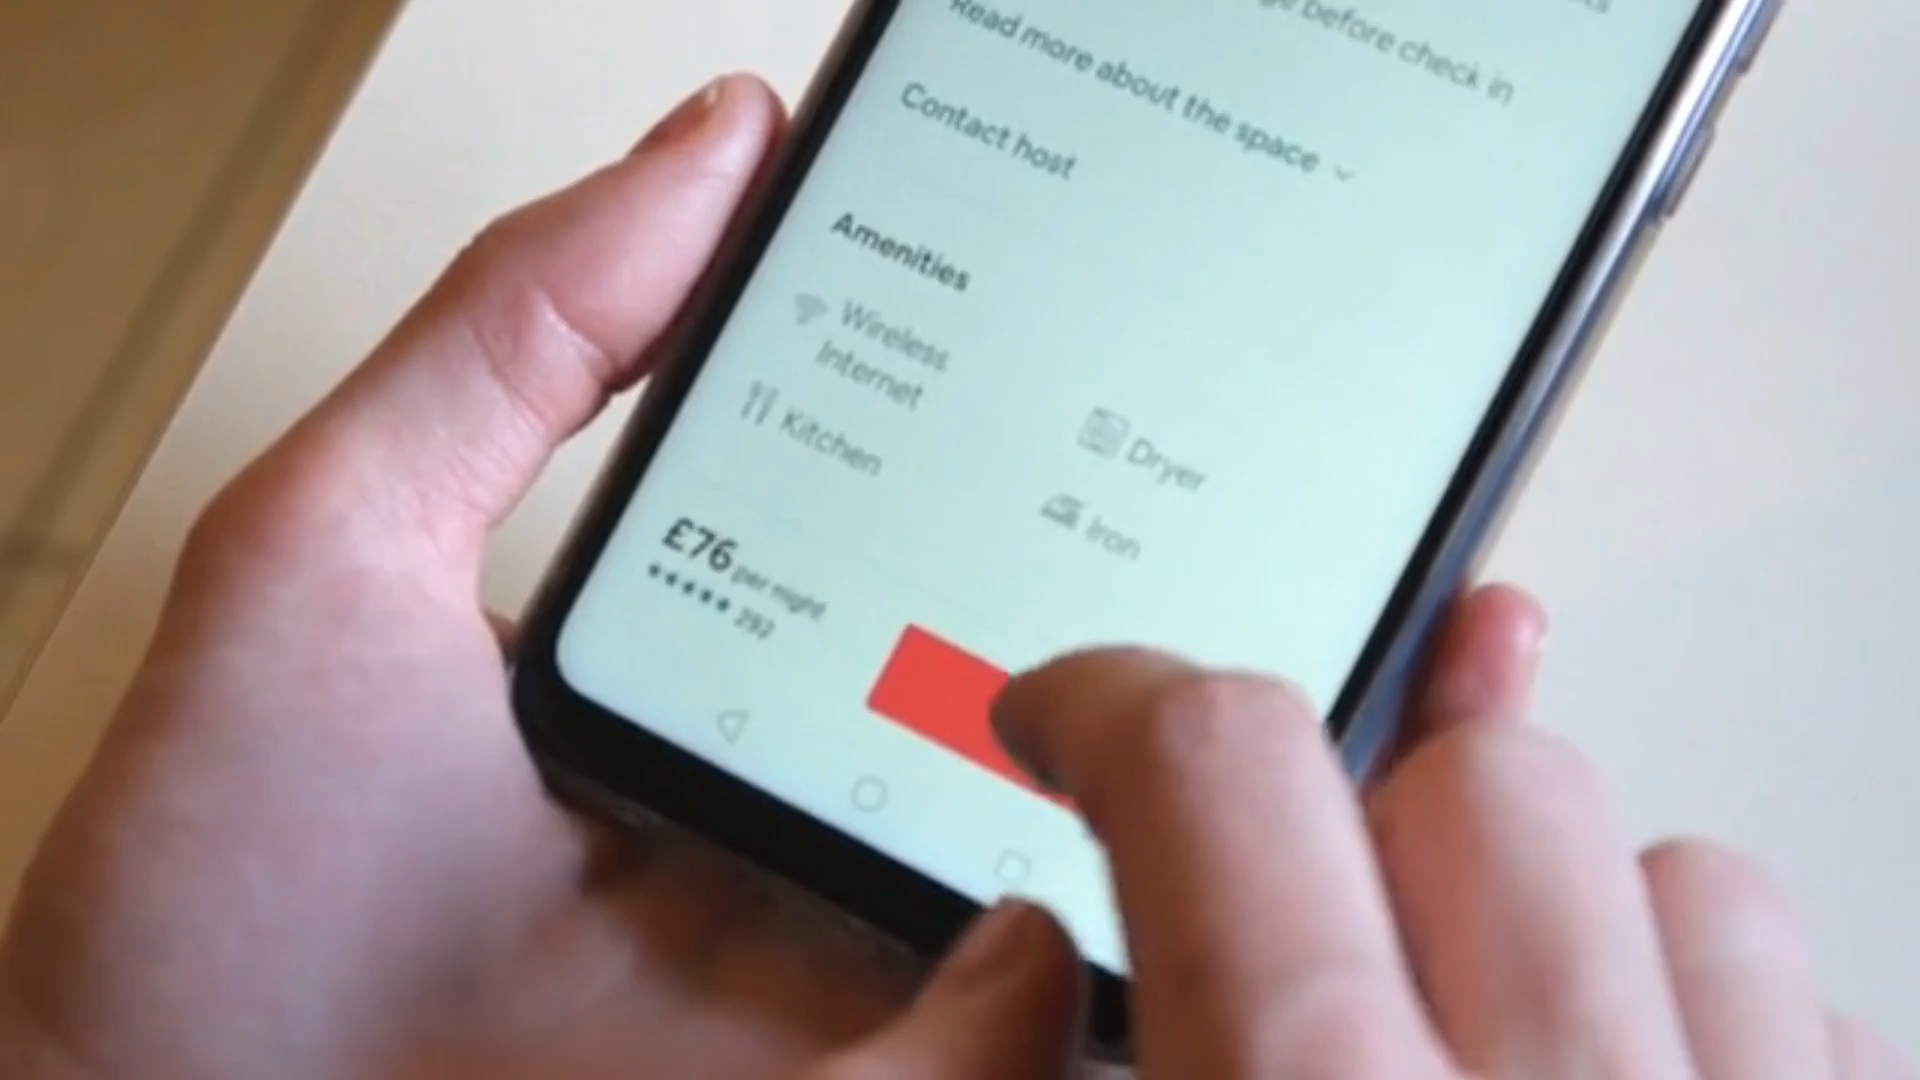 before check in
Read more about the space
Contact host
Amenities
Wireless
Internet
Kitchen
Dryer
Iron
£76 per night
292